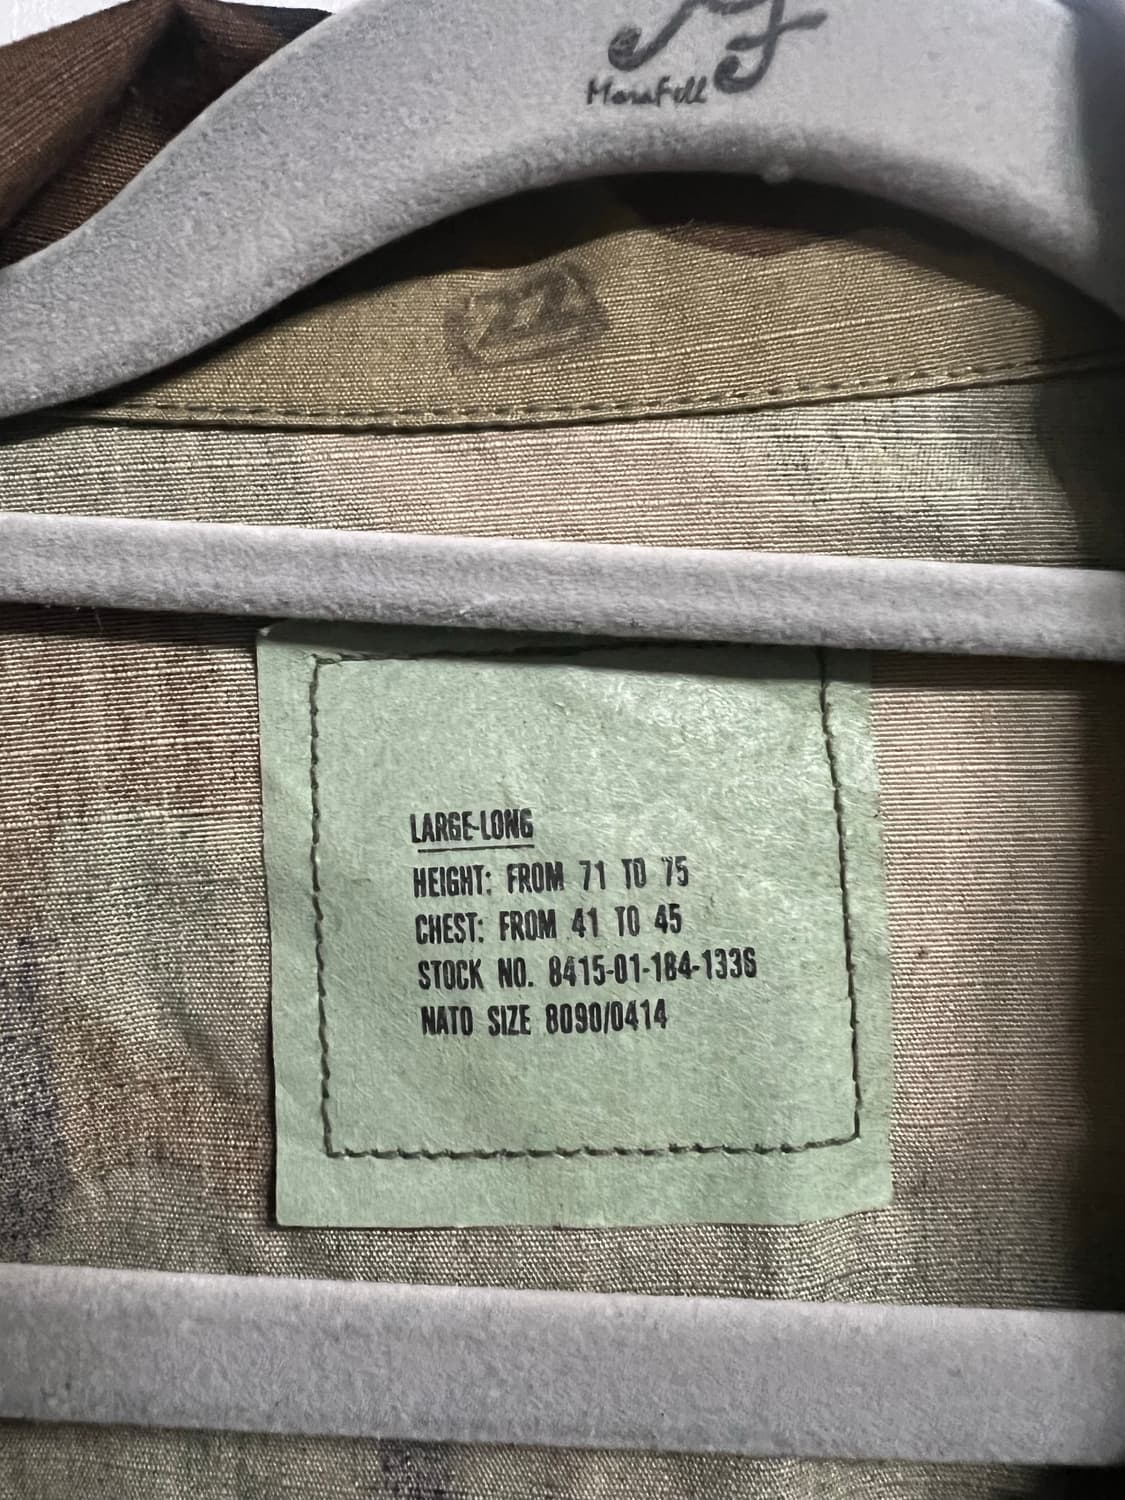 MoraFell
22
LARGE-LONG
HEIGHT: FROM 71 TO 75
CHEST: FROM 41 TO 45
STOCK NO. 8415-01-184-1336
NATO SIZE 8090/0414